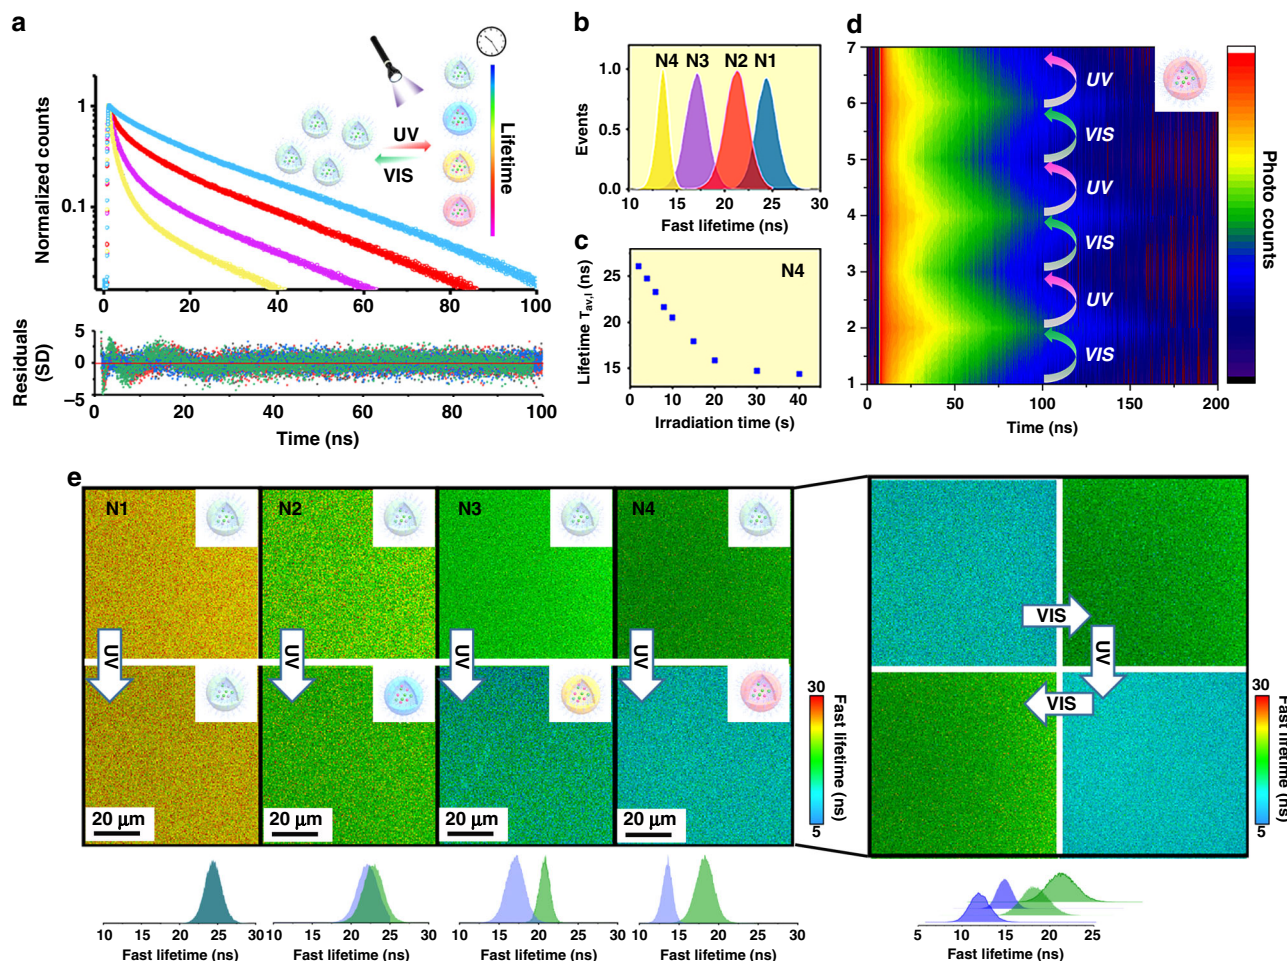 a
Normalized counts
1
0.1
0
20
40
60
80
100
UV
VIS
Lifetime
Residuals
(SD)
5
0
−5
0
20
40
60
80
100
Time (ns)
b
N4 N3 N2 N1
Events
1.0
0.5
0.0
10 15 20 25 30
Fast lifetime (ns)
c
N4
Lifetime Tav,I (ns)
25
20
15
0 10 20 30 40
Irradiation time (s)
d
7
6
5
4
3
2
1
UV
VIS
UV
VIS
UV
VIS
0 50 100 150 200
Time (ns)
Photo counts
e
N1
N2
N3
N4
UV
UV
UV
UV
20 µm
20 µm
20 µm
20 µm
30
5
Fast lifetime (ns)
VIS
UV
VIS
30
5
Fast lifetime (ns)
10 15 20 25 30
Fast lifetime (ns)
10 15 20 25 30
Fast lifetime (ns)
10 15 20 25 30
Fast lifetime (ns)
10 15 20 25 30
Fast lifetime (ns)
5 10 15 20 25
Fast lifetime (ns)